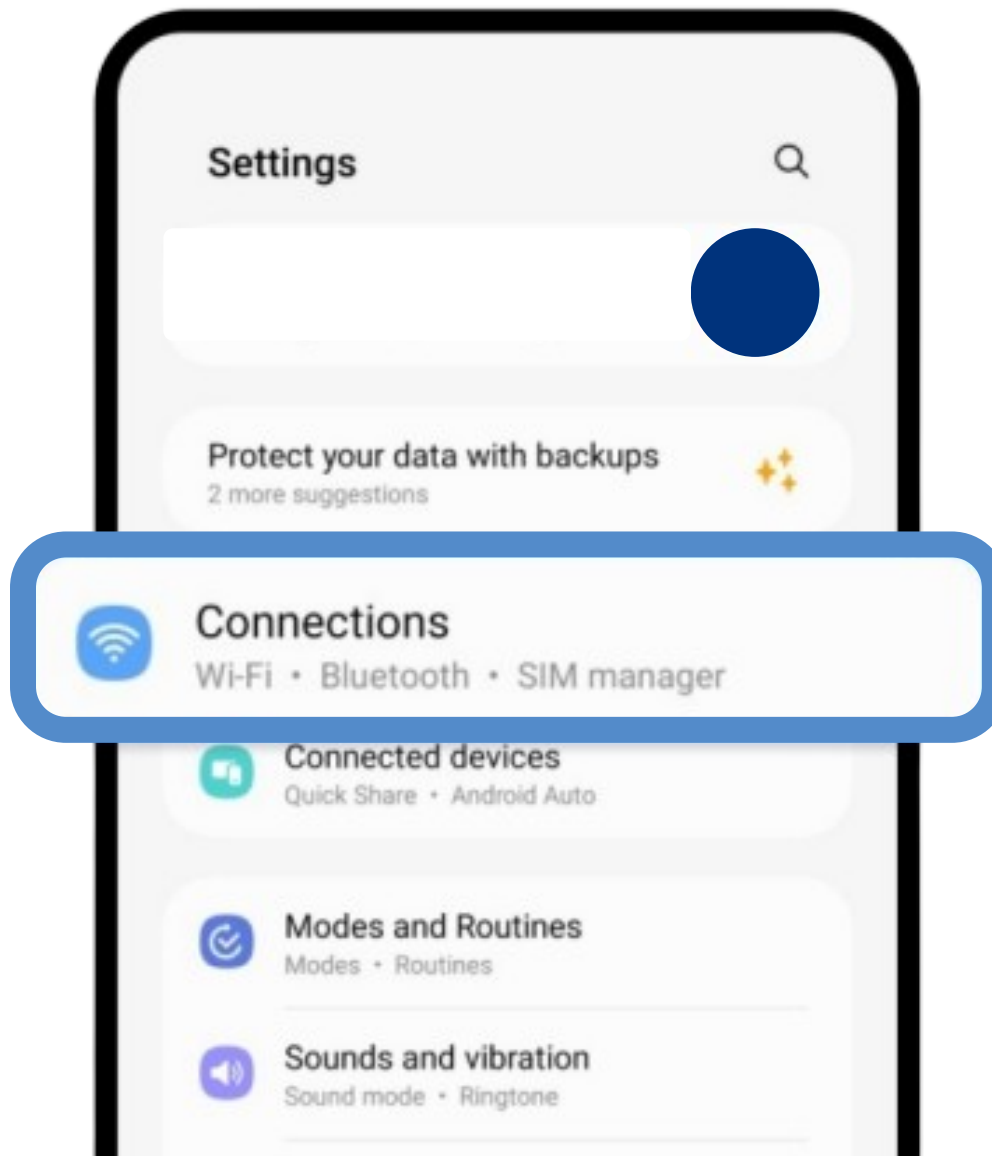 Settings
Protect your data with backups
2 more suggestions
Connections
Wi-Fi • Bluetooth • SIM manager
Connected devices
Quick Share • Android Auto
Modes and Routines
Modes • Routines
Sounds and vibration
Sound mode • Ringtone